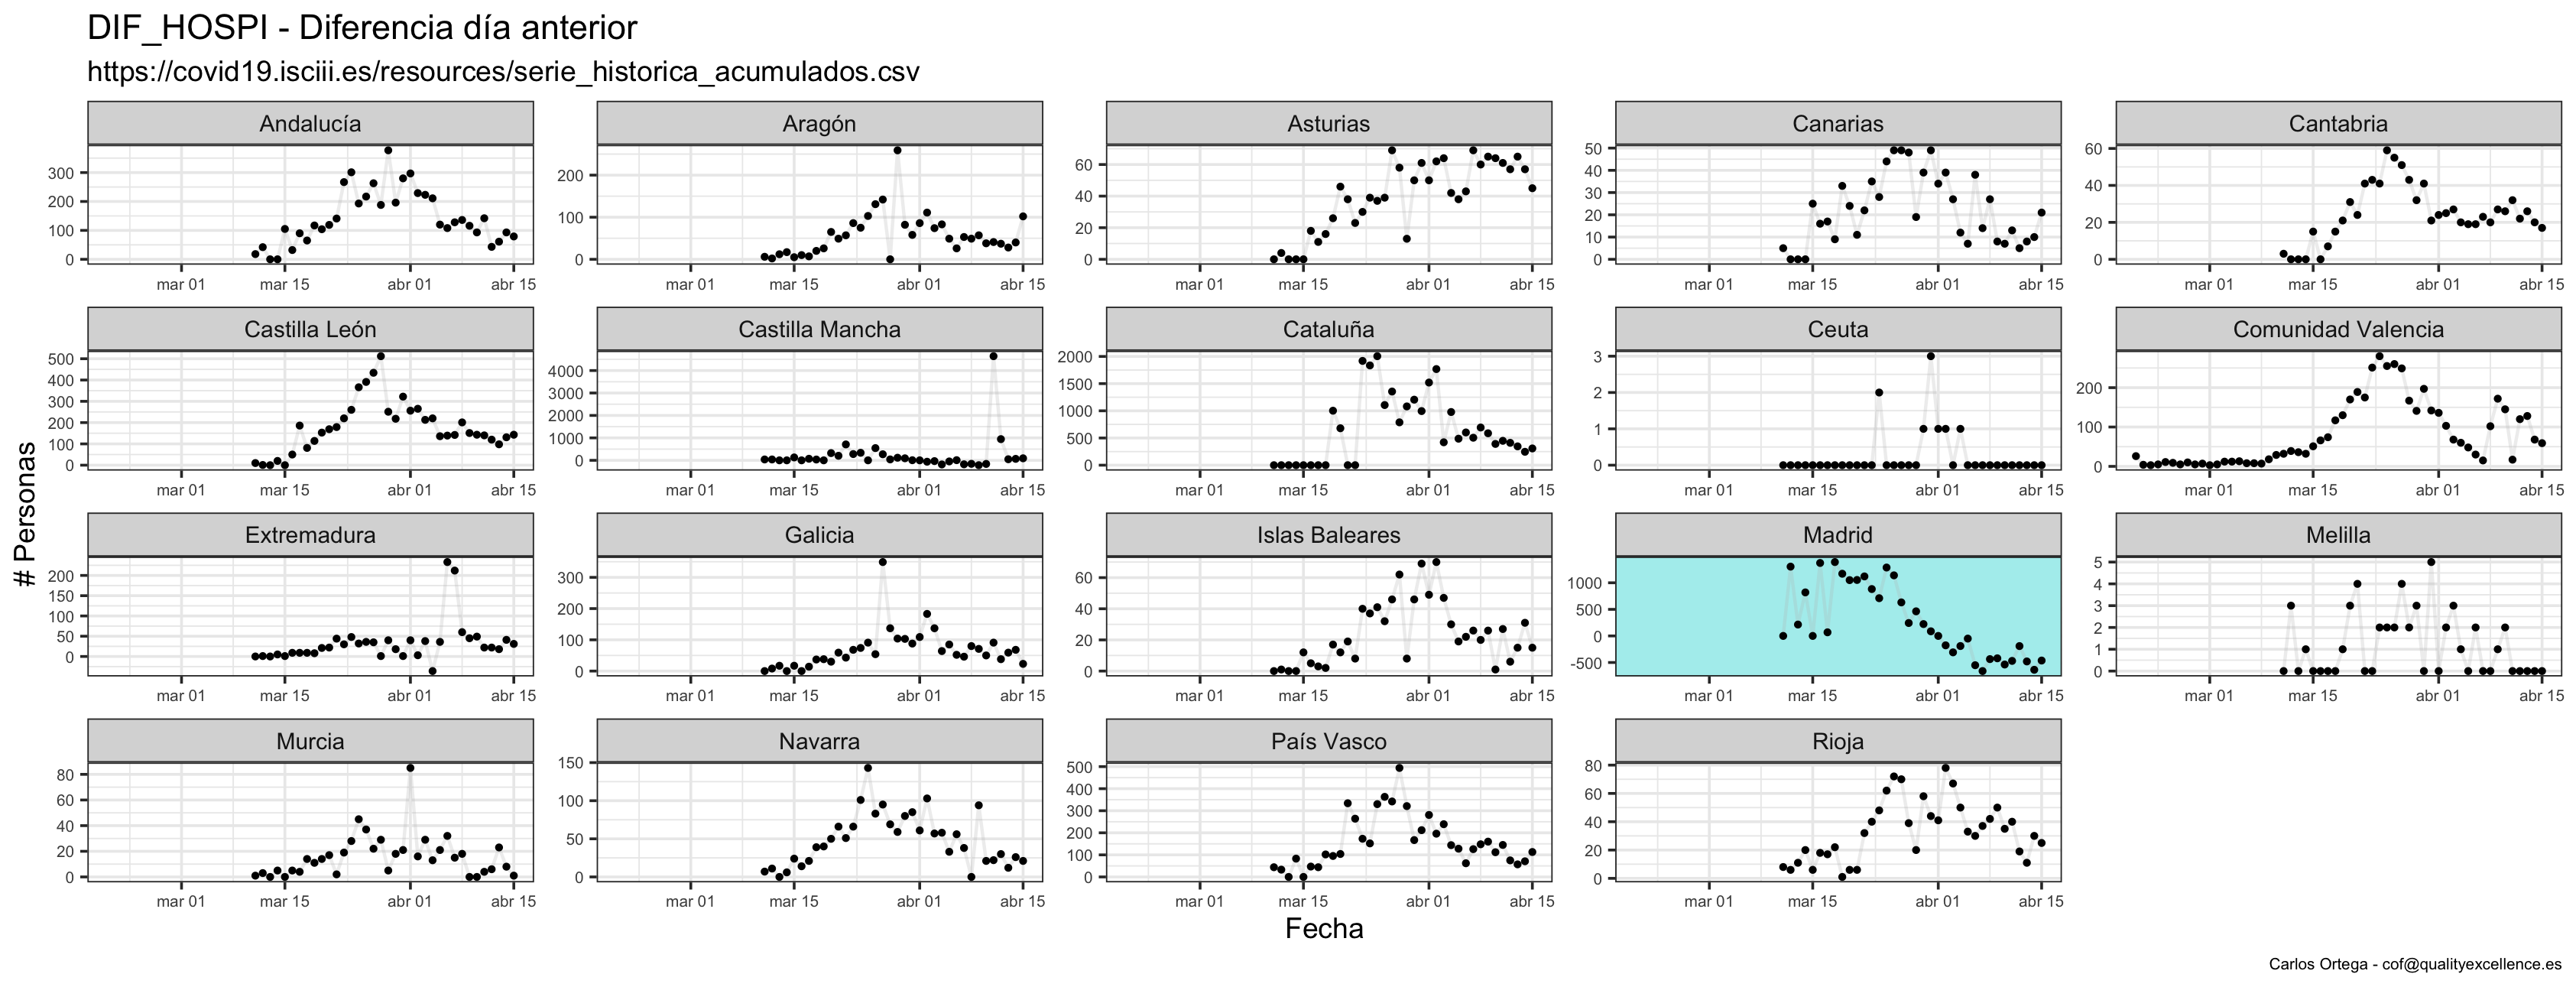 DIF_HOSPI - Diferencia día anterior
https://covid19.isciii.es/resources/serie_historica_acumulados.csv
# Personas
Andalucía
300
200
100
0
mar 01 mar 15 abr 01 abr 15
Aragón
200
100
0
mar 01 mar 15 abr 01 abr 15
Asturias
60
40
20
0
mar 01 mar 15 abr 01 abr 15
Canarias
50
40
30
20
10
0
mar 01 mar 15 abr 01 abr 15
Cantabria
60
40
20
0
mar 01 mar 15 abr 01 abr 15
Castilla León
500
400
300
200
100
0
mar 01 mar 15 abr 01 abr 15
Castilla Mancha
4000
3000
2000
1000
0
mar 01 mar 15 abr 01 abr 15
Cataluña
2000
1500
1000
500
0
mar 01 mar 15 abr 01 abr 15
Ceuta
3
2
1
0
mar 01 mar 15 abr 01 abr 15
Comunidad Valencia
200
100
0
mar 01 mar 15 abr 01 abr 15
Extremadura
200
150
100
50
0
mar 01 mar 15 abr 01 abr 15
Galicia
300
200
100
0
mar 01 mar 15 abr 01 abr 15
Islas Baleares
60
40
20
0
mar 01 mar 15 abr 01 abr 15
Madrid
1000
500
0
-500
mar 01 mar 15 abr 01 abr 15
Melilla
5
4
3
2
1
0
mar 01 mar 15 abr 01 abr 15
Murcia
80
60
40
20
0
mar 01 mar 15 abr 01 abr 15
Navarra
150
100
50
0
mar 01 mar 15 abr 01 abr 15
País Vasco
500
400
300
200
100
0
mar 01 mar 15 abr 01 abr 15
Rioja
80
60
40
20
0
mar 01 mar 15 abr 01 abr 15
Fecha
Carlos Ortega - cof@qualityexcellence.es